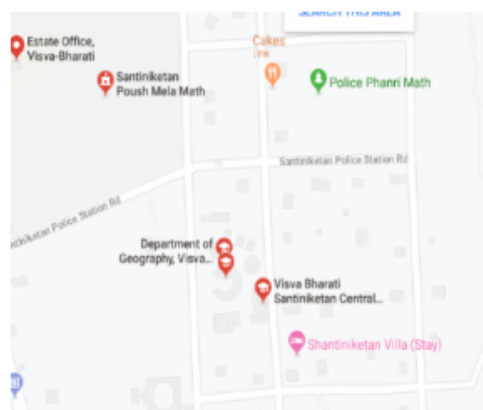 SEARCH THIS AREA
Estate Office,
Visva-Bharati
Cakes
Santiniketan
Poush Mela Math
Police Phanri Math
Santiniketan Police Station Rd
Santiniketan Police Station Rd
Department of
Geography, Visva...
Visva Bharati
Santiniketan Central...
Shantiniketan Villa (Stay)